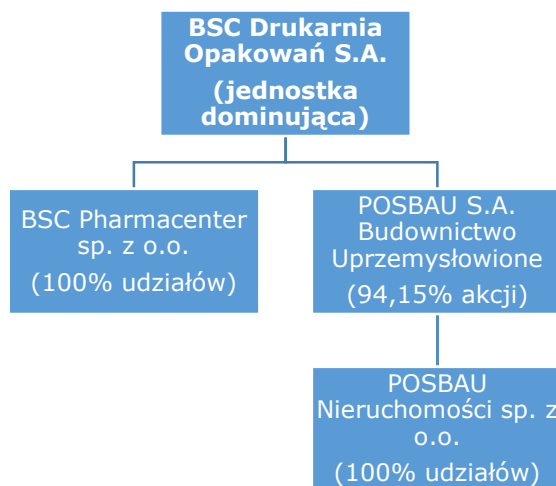 BSC Drukarnia
Opakowań S.A.
(jednostka
dominująca)
BSC Pharmacenter
sp. z o.o.
(100% udziałów)
POSBAU S.A.
Budownictwo
Uprzemysłowione
(94,15% akcji)
POSBAU
Nieruchomości sp. z
o.o.
(100% udziałów)